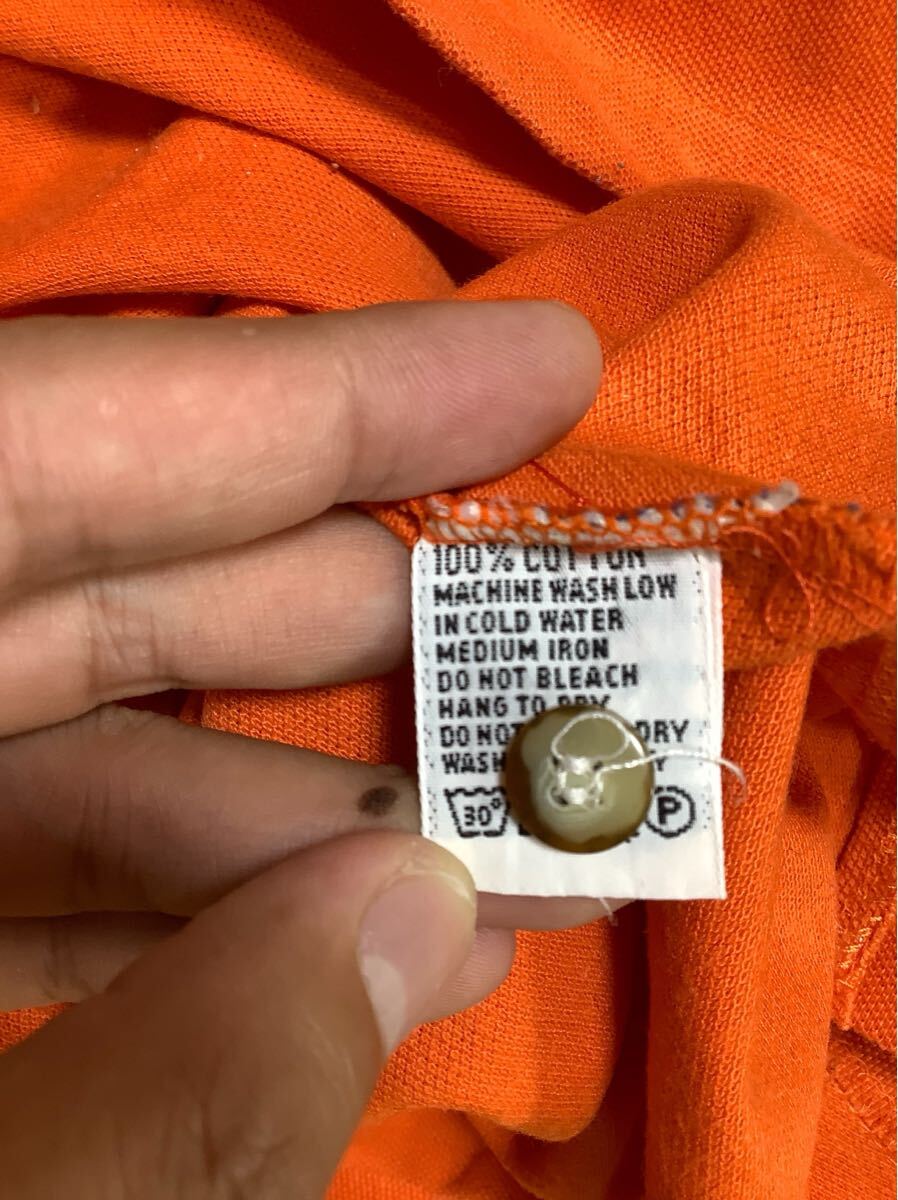 100% COTTON
MACHINE WASH LOW
IN COLD WATER
MEDIUM IRON
DO NOT BLEACH
HANG TO DRY
DO NOT DRY
WASH
30° P